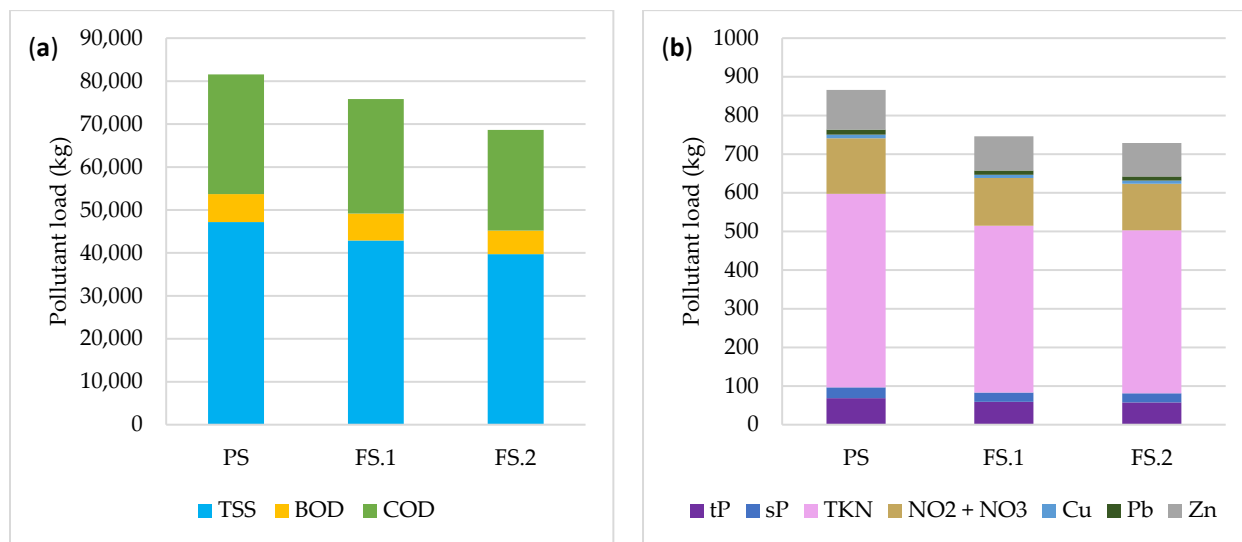 (a)
Pollutant load (kg)
90,000
80,000
70,000
60,000
50,000
40,000
30,000
20,000
10,000
0
PS FS.1 FS.2
TSS BOD COD
(b)
Pollutant load (kg)
1000
900
800
700
600
500
400
300
200
100
0
PS FS.1 FS.2
tP sP TKN NO2 + NO3 Cu Pb Zn